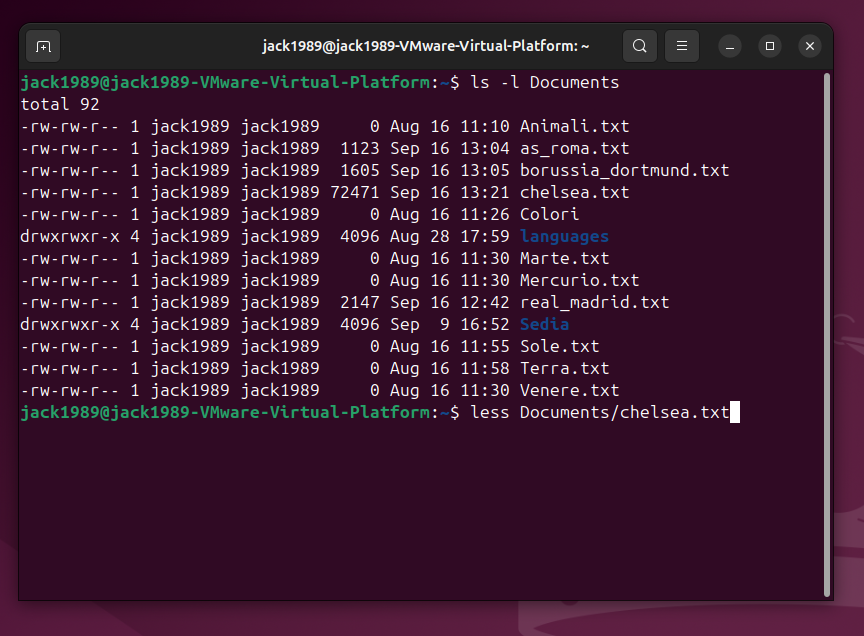 jack1989@jack1989-VMware-Virtual-Platform: ~
jack1989@jack1989-VMware-Virtual-Platform:~$ ls -l Documents
total 92
-rw-rw-r-- 1 jack1989 jack1989     0 Aug 16 11:10 Animali.txt
-rw-rw-r-- 1 jack1989 jack1989  1123 Sep 16 13:04 as_roma.txt
-rw-rw-r-- 1 jack1989 jack1989  1605 Sep 16 13:05 borussia_dortmund.txt
-rw-rw-r-- 1 jack1989 jack1989 72471 Sep 16 13:21 chelsea.txt
-rw-rw-r-- 1 jack1989 jack1989     0 Aug 16 11:26 Colori
drwxrwxr-x 4 jack1989 jack1989  4096 Aug 28 17:59 languages
-rw-rw-r-- 1 jack1989 jack1989     0 Aug 16 11:30 Marte.txt
-rw-rw-r-- 1 jack1989 jack1989     0 Aug 16 11:30 Mercurio.txt
-rw-rw-r-- 1 jack1989 jack1989  2147 Sep 16 12:42 real_madrid.txt
drwxrwxr-x 4 jack1989 jack1989  4096 Sep  9 16:52 Sedia
-rw-rw-r-- 1 jack1989 jack1989     0 Aug 16 11:55 Sole.txt
-rw-rw-r-- 1 jack1989 jack1989     0 Aug 16 11:58 Terra.txt
-rw-rw-r-- 1 jack1989 jack1989     0 Aug 16 11:30 Venere.txt
jack1989@jack1989-VMware-Virtual-Platform:~$ less Documents/chelsea.txt